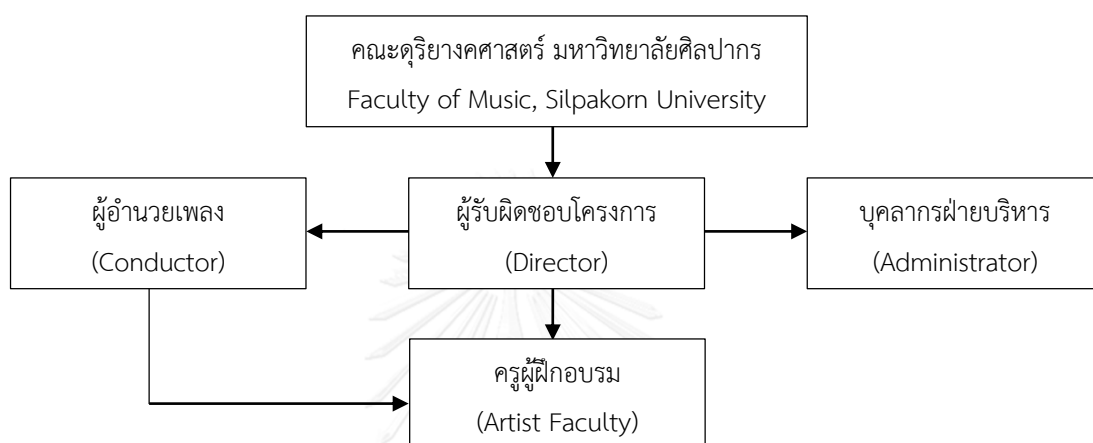 คณะดุริยางคศาสตร์ มหาวิทยาลัยศิลปากร
Faculty of Music, Silpakorn University
ผู้อำนวยเพลง
(Conductor)
ผู้รับผิดชอบโครงการ
(Director)
บุคลากรฝ่ายบริหาร
(Administrator)
ครูผู้ฝึกอบรม
(Artist Faculty)